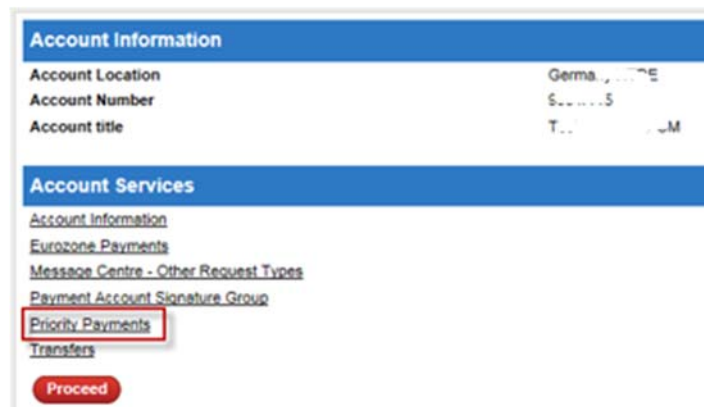 Account Information
Account Location
Account Number
Account title
Account Services
Account Information
Eurozone Payments
Message Centre - Other Request Types
Payment Account Signature Group
Priority Payments
Transfers
Proceed